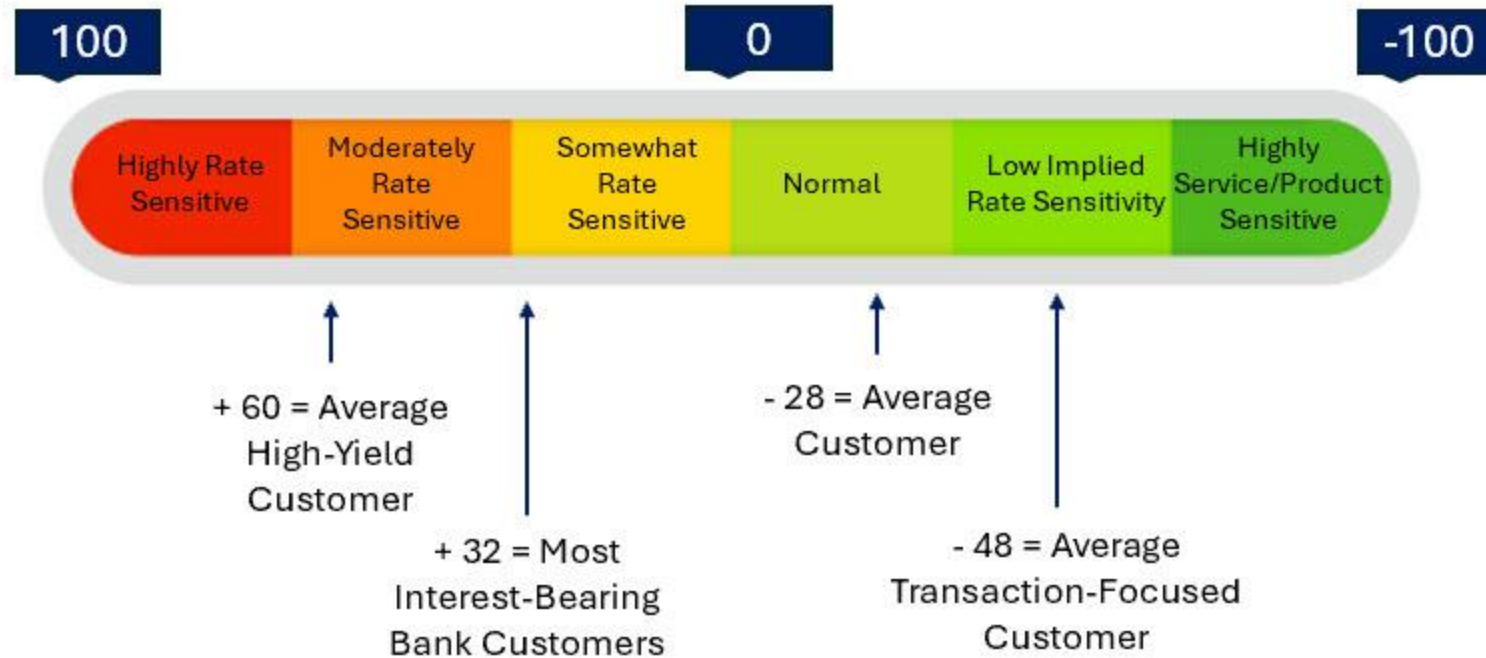 100
0
-100
Highly Rate
Sensitive
Moderately
Rate
Sensitive
Somewhat
Rate
Sensitive
Normal
Low Implied
Rate Sensitivity
Highly
Service/Product
Sensitive
+ 60 = Average
High-Yield
Customer
+ 32 = Most
Interest-Bearing
Bank Customers
- 28 = Average
Customer
- 48 = Average
Transaction-Focused
Customer